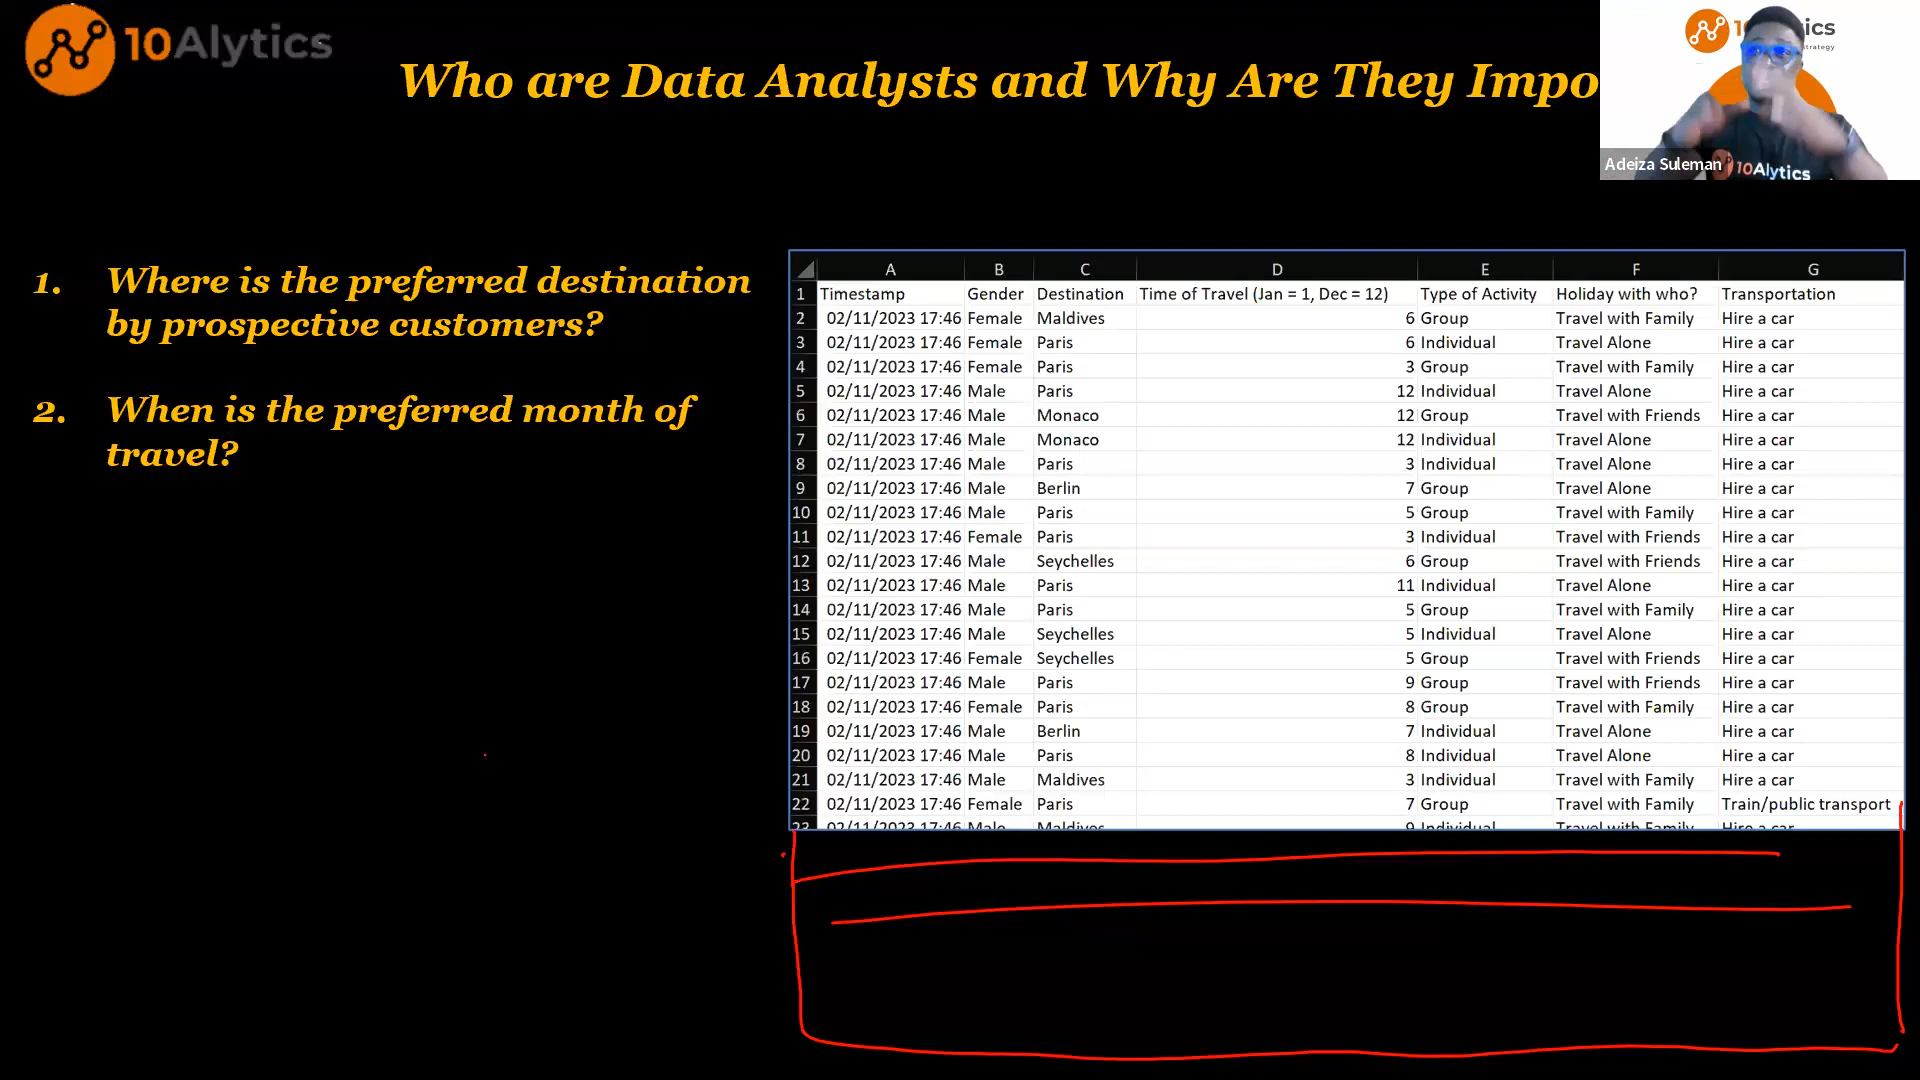 10Alytics
Who are Data Analysts and Why Are They Impo
Adeiza Suleman
10Alytics
1. Where is the preferred destination
by prospective customers?
2. When is the preferred month of
travel?
A B C D E F G
1 Timestamp Gender Destination Time of Travel (Jan = 1, Dec = 12) Type of Activity Holiday with who? Transportation
2 02/11/2023 17:46 Female Maldives 6 Group Travel with Family Hire a car
3 02/11/2023 17:46 Female Paris 6 Individual Travel Alone Hire a car
4 02/11/2023 17:46 Female Paris 3 Group Travel with Family Hire a car
5 02/11/2023 17:46 Male Paris 12 Individual Travel Alone Hire a car
6 02/11/2023 17:46 Male Monaco 12 Group Travel with Friends Hire a car
7 02/11/2023 17:46 Male Monaco 12 Individual Travel Alone Hire a car
8 02/11/2023 17:46 Male Paris 3 Individual Travel Alone Hire a car
9 02/11/2023 17:46 Male Berlin 7 Group Travel Alone Hire a car
10 02/11/2023 17:46 Male Paris 5 Group Travel with Family Hire a car
11 02/11/2023 17:46 Female Paris 3 Individual Travel with Friends Hire a car
12 02/11/2023 17:46 Male Seychelles 6 Group Travel with Friends Hire a car
13 02/11/2023 17:46 Male Paris 11 Individual Travel Alone Hire a car
14 02/11/2023 17:46 Male Paris 5 Group Travel with Family Hire a car
15 02/11/2023 17:46 Male Seychelles 5 Individual Travel Alone Hire a car
16 02/11/2023 17:46 Female Seychelles 5 Group Travel with Friends Hire a car
17 02/11/2023 17:46 Male Paris 9 Group Travel with Friends Hire a car
18 02/11/2023 17:46 Female Paris 8 Group Travel with Family Hire a car
19 02/11/2023 17:46 Male Berlin 7 Individual Travel Alone Hire a car
20 02/11/2023 17:46 Male Paris 8 Individual Travel Alone Hire a car
21 02/11/2023 17:46 Male Maldives 3 Individual Travel with Family Hire a car
22 02/11/2023 17:46 Female Paris 7 Group Travel with Family Train/public transport
23 02/11/2023 17:46 Male Maldives 9 Individual Travel with Family Hire a car